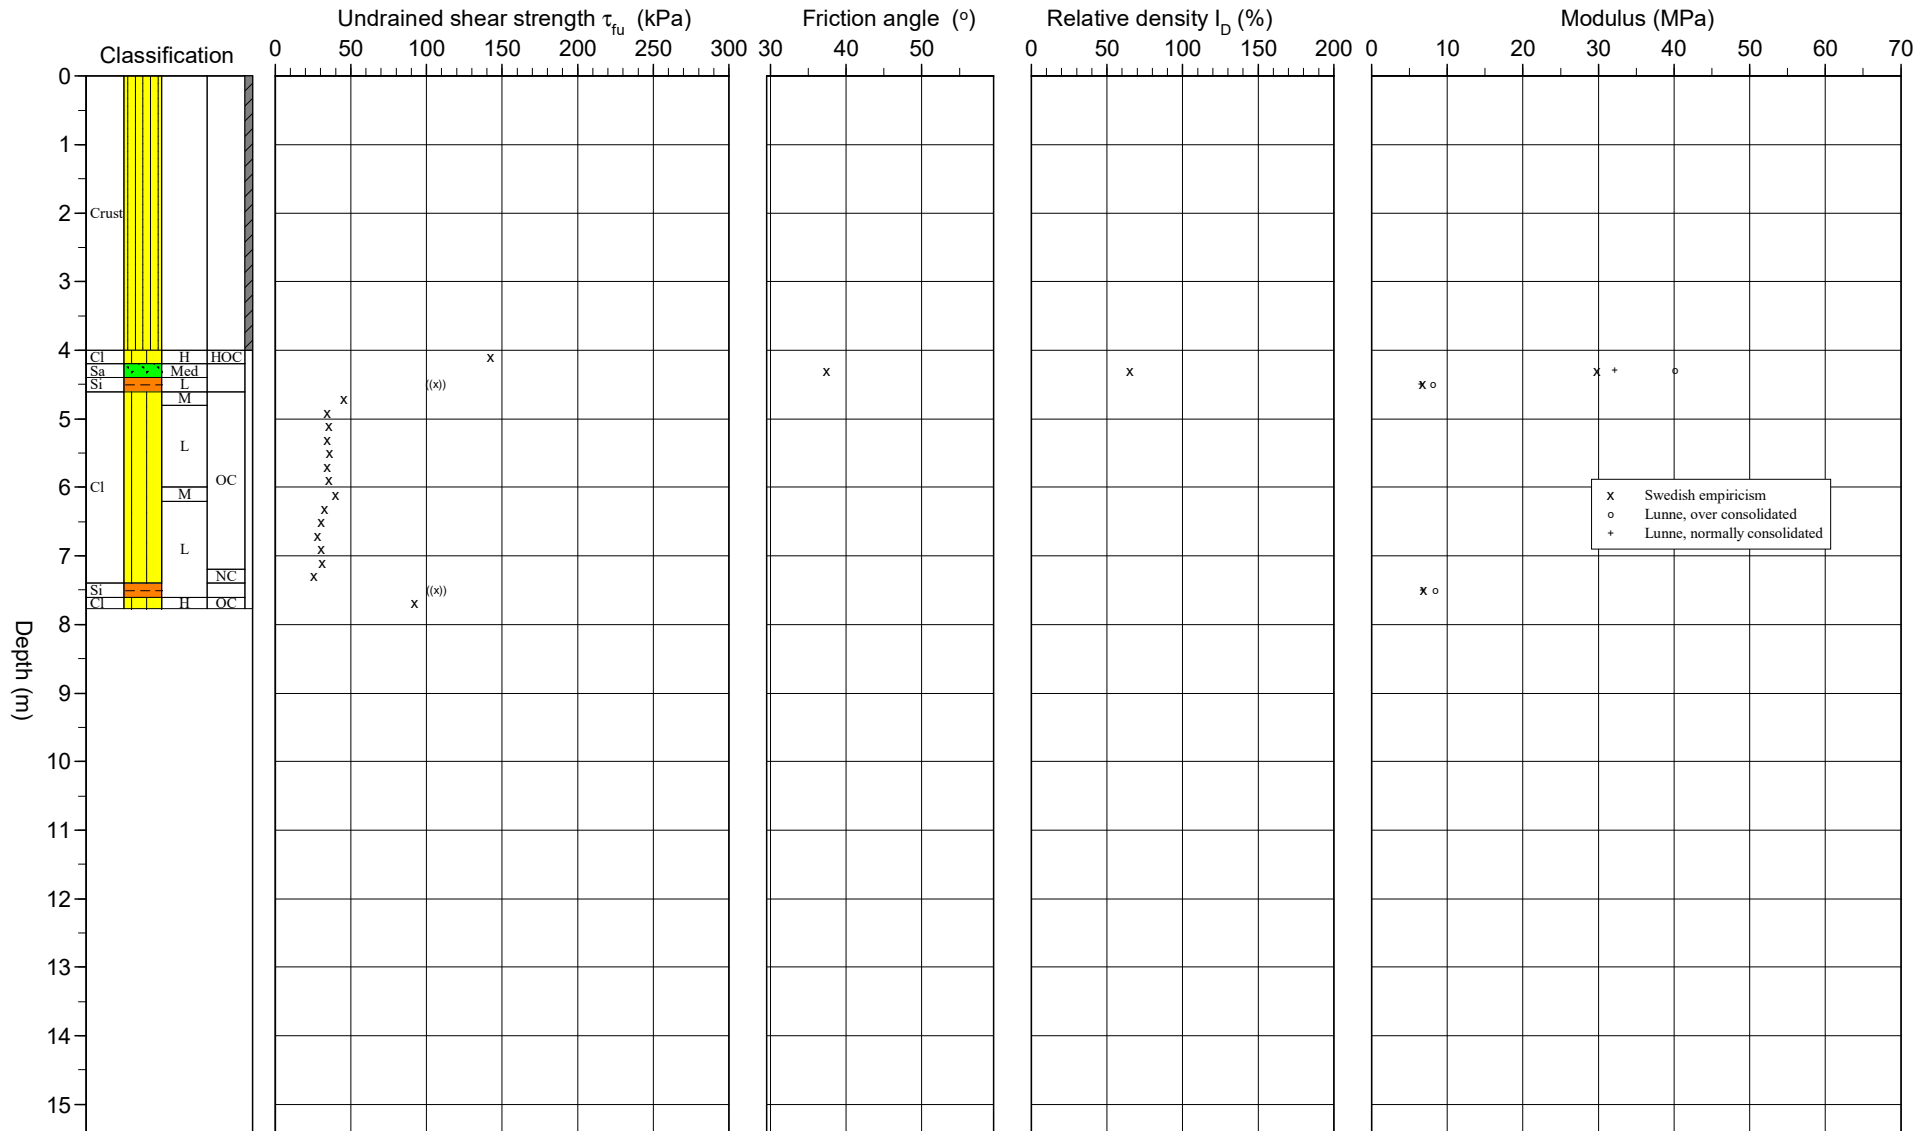 Undrained shear strength τfu (kPa) Friction angle (o) Relative density ID (%) Modulus (MPa)
Classification
0 50 100 150 200 250 300 30 40 50 0 50 100 150 200 0 10 20 30 40 50 60 70
0
1
2
Crust
3
4
Cl H HOC
Sa Med
Si L
((x))
M
5
L
OC
6
Cl
M
x Swedish empiricism
o Lunne, over consolidated
+ Lunne, normally consolidated
L
7
NC
Si
((x))
Cl H OC
8
Depth (m)
9
10
11
12
13
14
15